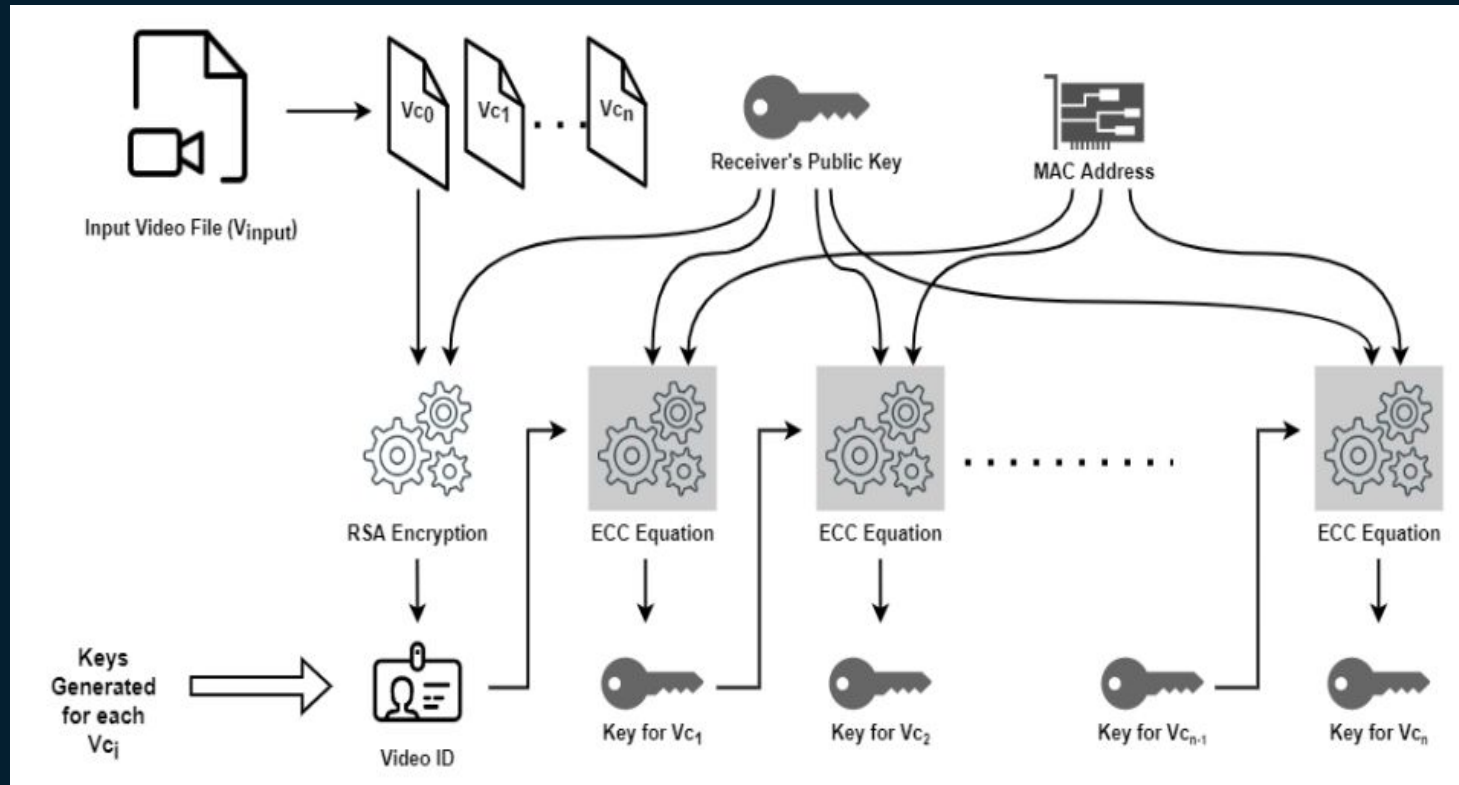 Vc0
Vc1
Vcn
Receiver's Public Key
MAC Address
Input Video File (Vinput)
RSA Encryption
ECC Equation
ECC Equation
ECC Equation
Keys
Generated
for each
Vci
Video ID
Key for Vc1
Key for Vc2
Key for Vcn-1
Key for Vcn